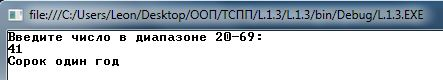 file:///C:/Users/Leon/Desktop/ООП/ТСПП/L.1.3/L.1.3/bin/Debug/L.1.3.EXE
Введите число в диапазоне 20-69:
41
Сорок один год